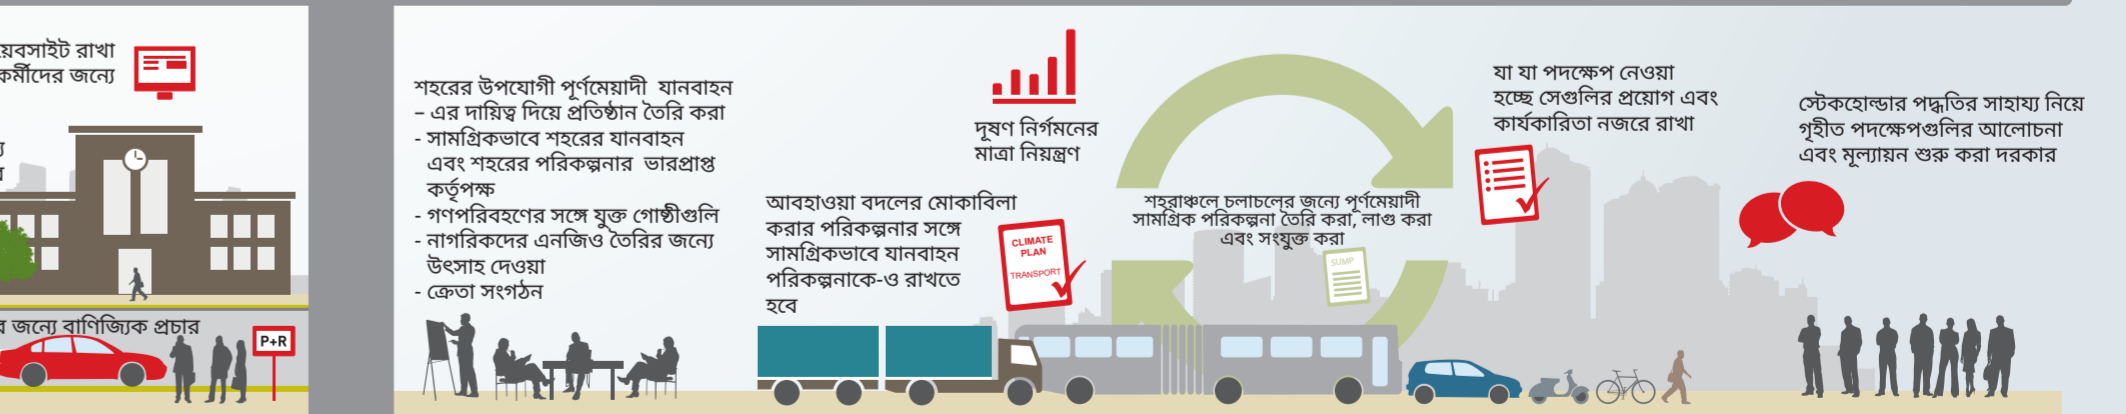 য়েবসাইট রাখা
কর্মীদের জন্যে
র জন্যে বাণিজ্যিক প্রচার
P+R
শহরের উপযোগী পূর্ণমেয়াদী যানবাহন
– এর দায়িত্ব দিয়ে প্রতিষ্ঠান তৈরি করা
- সামগ্রিকভাবে শহরের যানবাহন
এবং শহরের পরিকল্পনার ভারপ্রাপ্ত
কর্তৃপক্ষ
- গণপরিবহণের সঙ্গে যুক্ত গোষ্ঠীগুলি
- নাগরিকদের এনজিও তৈরির জন্যে
উৎসাহ দেওয়া
- ক্রেতা সংগঠন
আবহাওয়া বদলের মোকাবিলা
করার পরিকল্পনার সঙ্গে
সামগ্রিকভাবে যানবাহন
পরিকল্পনাকে-ও রাখতে
হবে
CLIMATE
PLAN
TRANSPORT
দূষণ নির্গমনের
মাত্রা নিয়ন্ত্রণ
শহরাঞ্চলে চলাচলের জন্যে পূর্ণমেয়াদী
সামগ্রিক পরিকল্পনা তৈরি করা, লাগু করা
এবং সংযুক্ত করা
SUMP
যা যা পদক্ষেপ নেওয়া
হচ্ছে সেগুলির প্রয়োগ এবং
কার্যকারিতা নজরে রাখা
স্টেকহোল্ডার পদ্ধতির সাহায্য নিয়ে
গৃহীত পদক্ষেপগুলির আলোচনা
এবং মূল্যায়ন শুরু করা দরকার